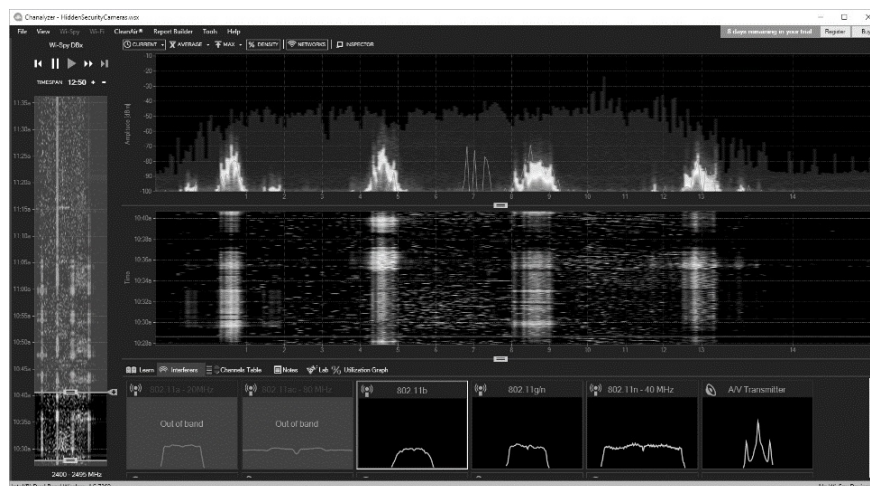 Chanalyzer - HiddenSecurityCameras.wsx
File View Wi-Spy Wi-Fi CleanAir® Report Builder Tools Help
8 days remaining in your trial Register Buy
Wi-Spy DBx
CURRENT AVERAGE MAX DENSITY NETWORKS INSPECTOR
TIMESPAN: 12:50 + -
Amplitude [dBm]
-10
-20
-30
-40
-50
-60
-70
-80
-90
-100
1 2 3 4 5 6 7 8 9 10 11 12 13 14
11:35a
11:30a
11:25a
11:20a
11:15a
11:10a
11:05a
11:00a
10:55a
10:50a
10:45a
10:40a
10:35a
10:30a
Time
10:40a
10:38a
10:36a
10:34a
10:32a
10:30a
10:28a
1 2 3 4 5 6 7 8 9 10 11 12 13 14
Learn Interferers Channels Table Notes Lab Utilization Graph
802.11a - 20MHz 802.11ac - 80 MHz 802.11b 802.11g/n 802.11n - 40 MHz A/V Transmitter
Out of band Out of band
2400 - 2495 MHz